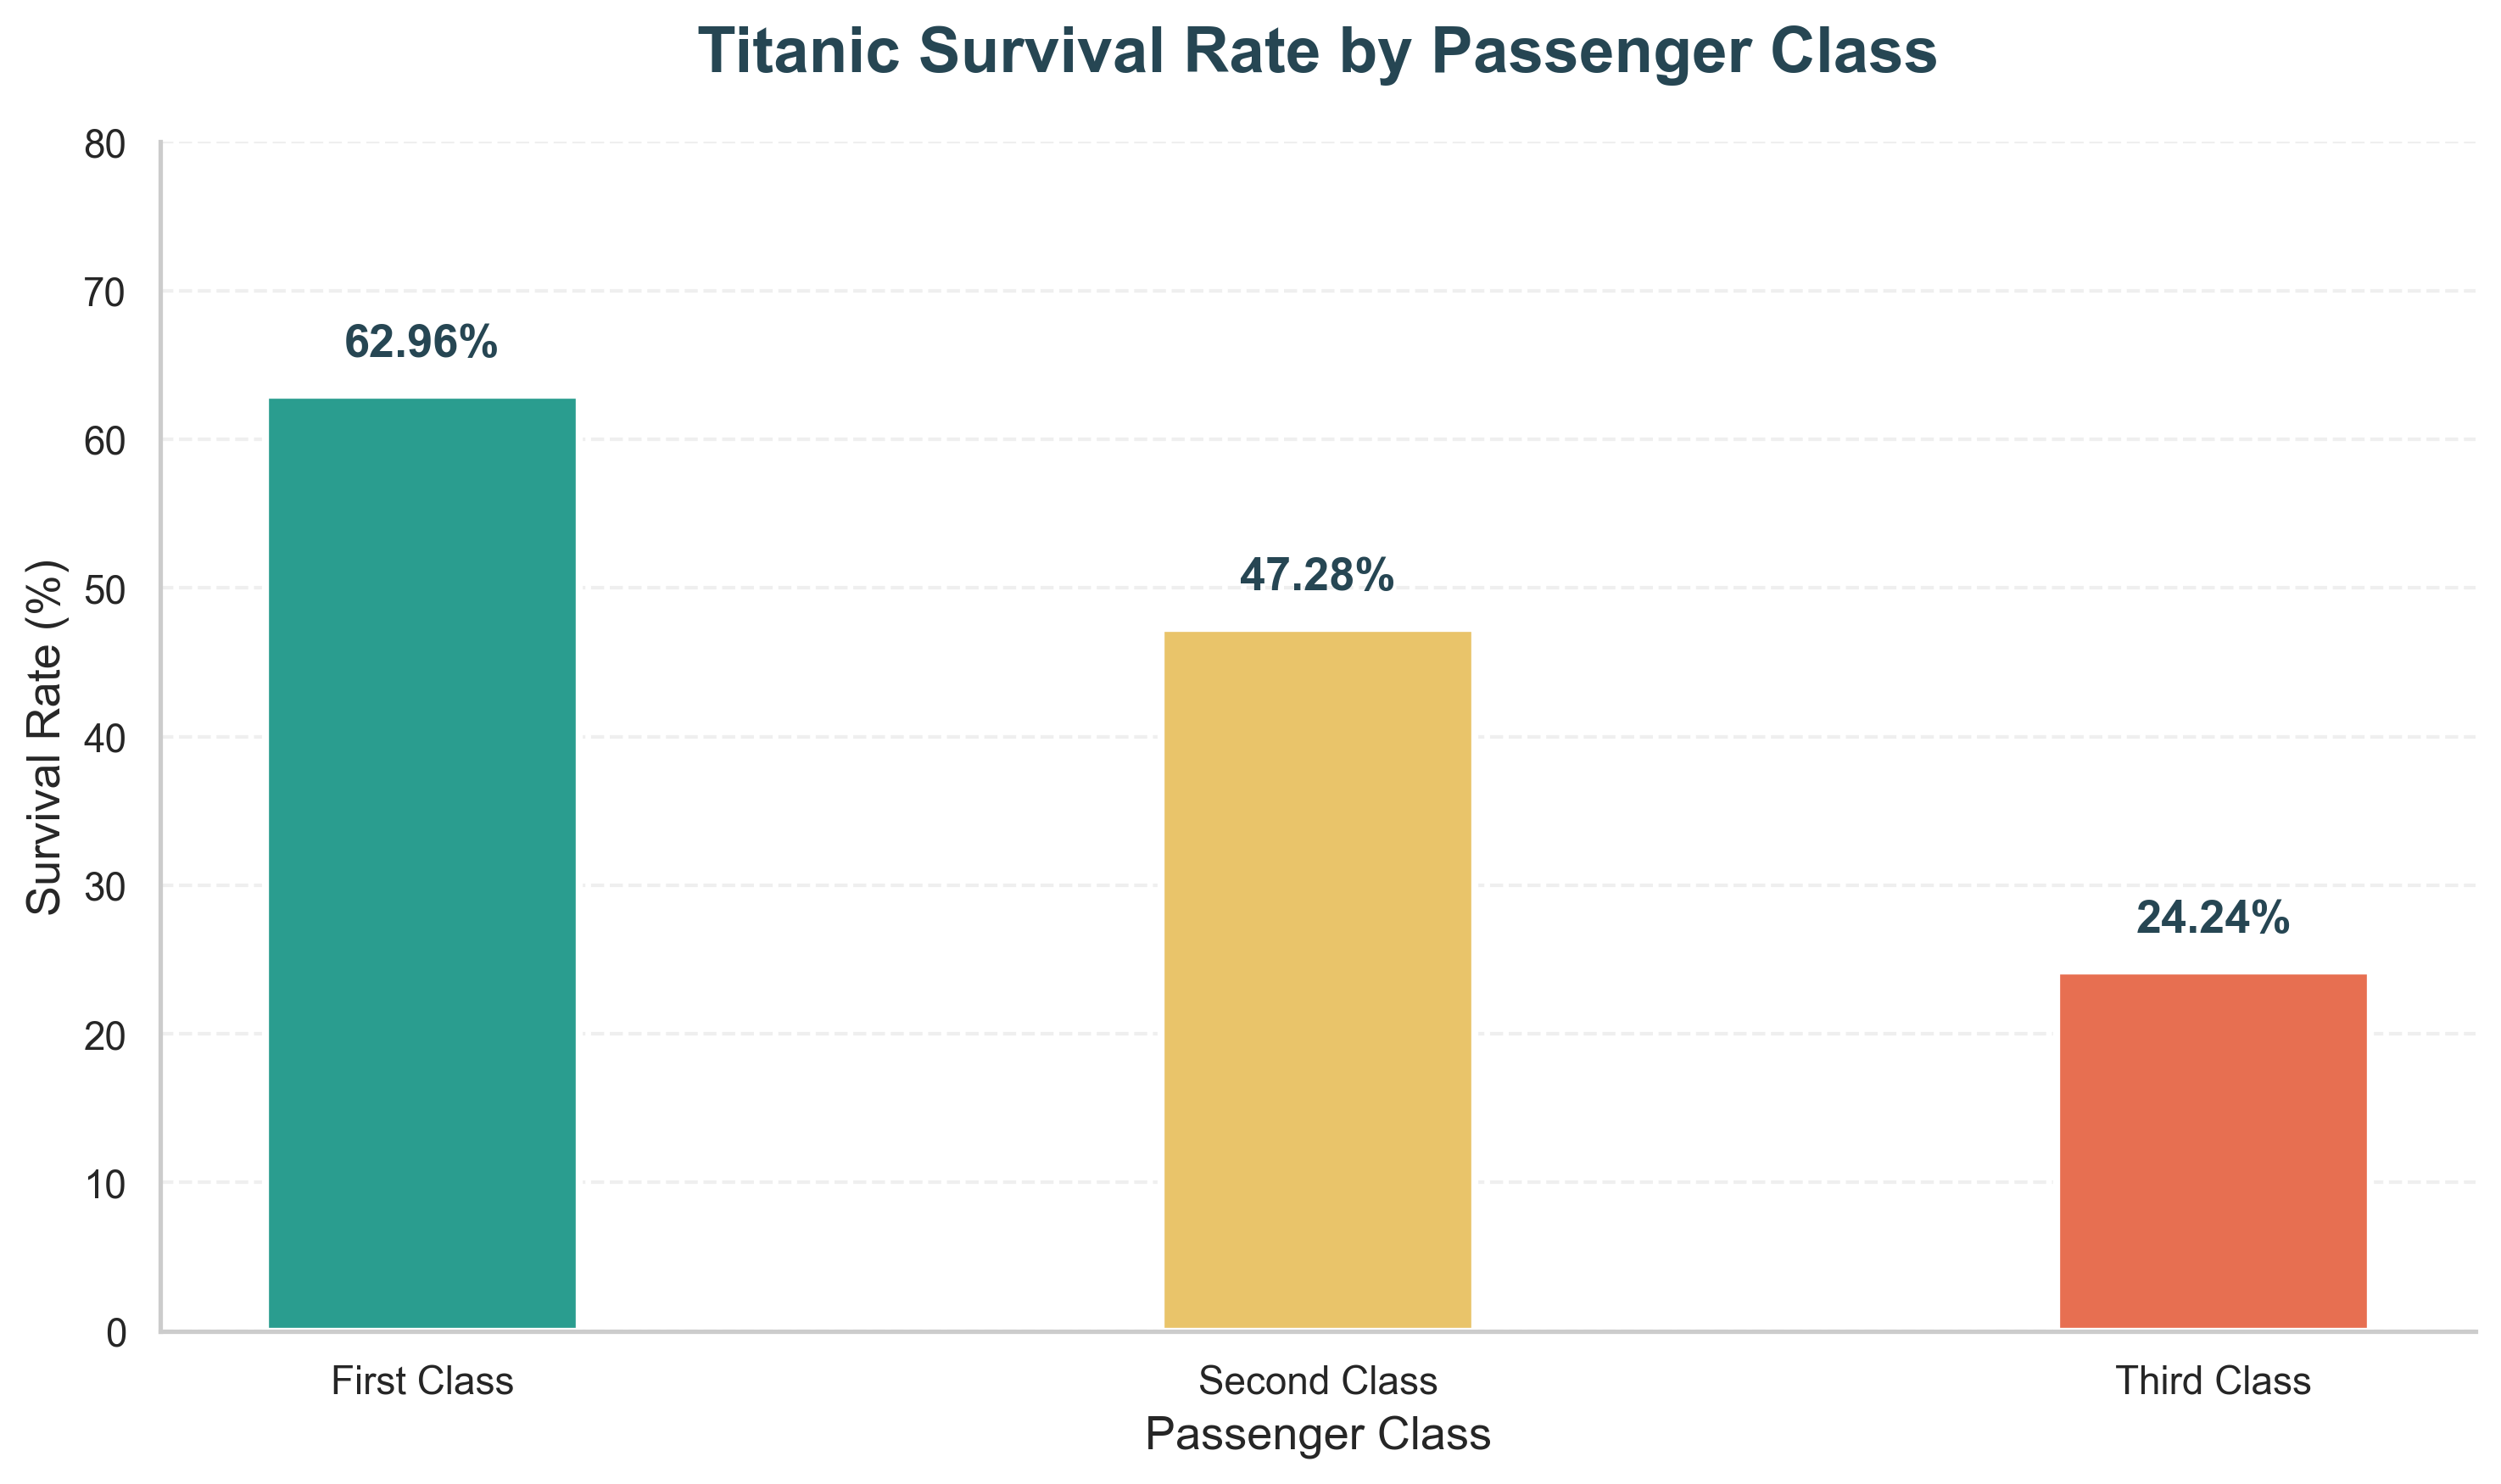 Titanic Survival Rate by Passenger Class
80
70
60
50
40
30
20
10
0
Survival Rate (%)
62.96%
47.28%
24.24%
First Class
Second Class
Third Class
Passenger Class